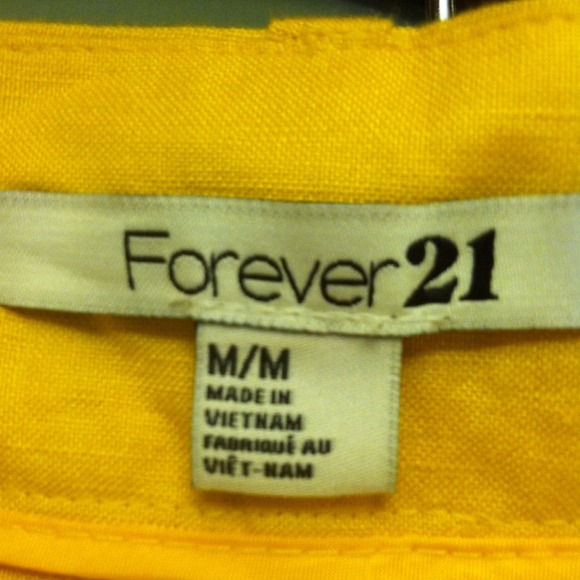 Forever21
M/M
MADE IN
VIETNAM
FABRIQUÉ AU
VIÊT-NAM